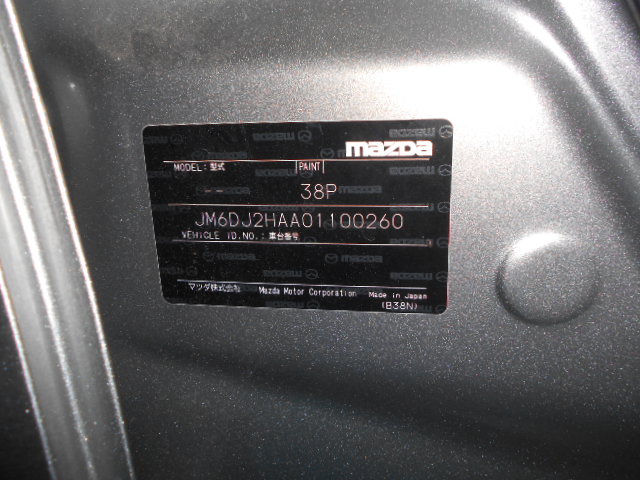 mazda
MODEL：型式 PAINT
-- 38P
JM6DJ2HAA01100260
VEHICLE ID.NO.：車台番号
マツダ株式会社 Mazda Motor Corporation Made in Japan
(B38N)